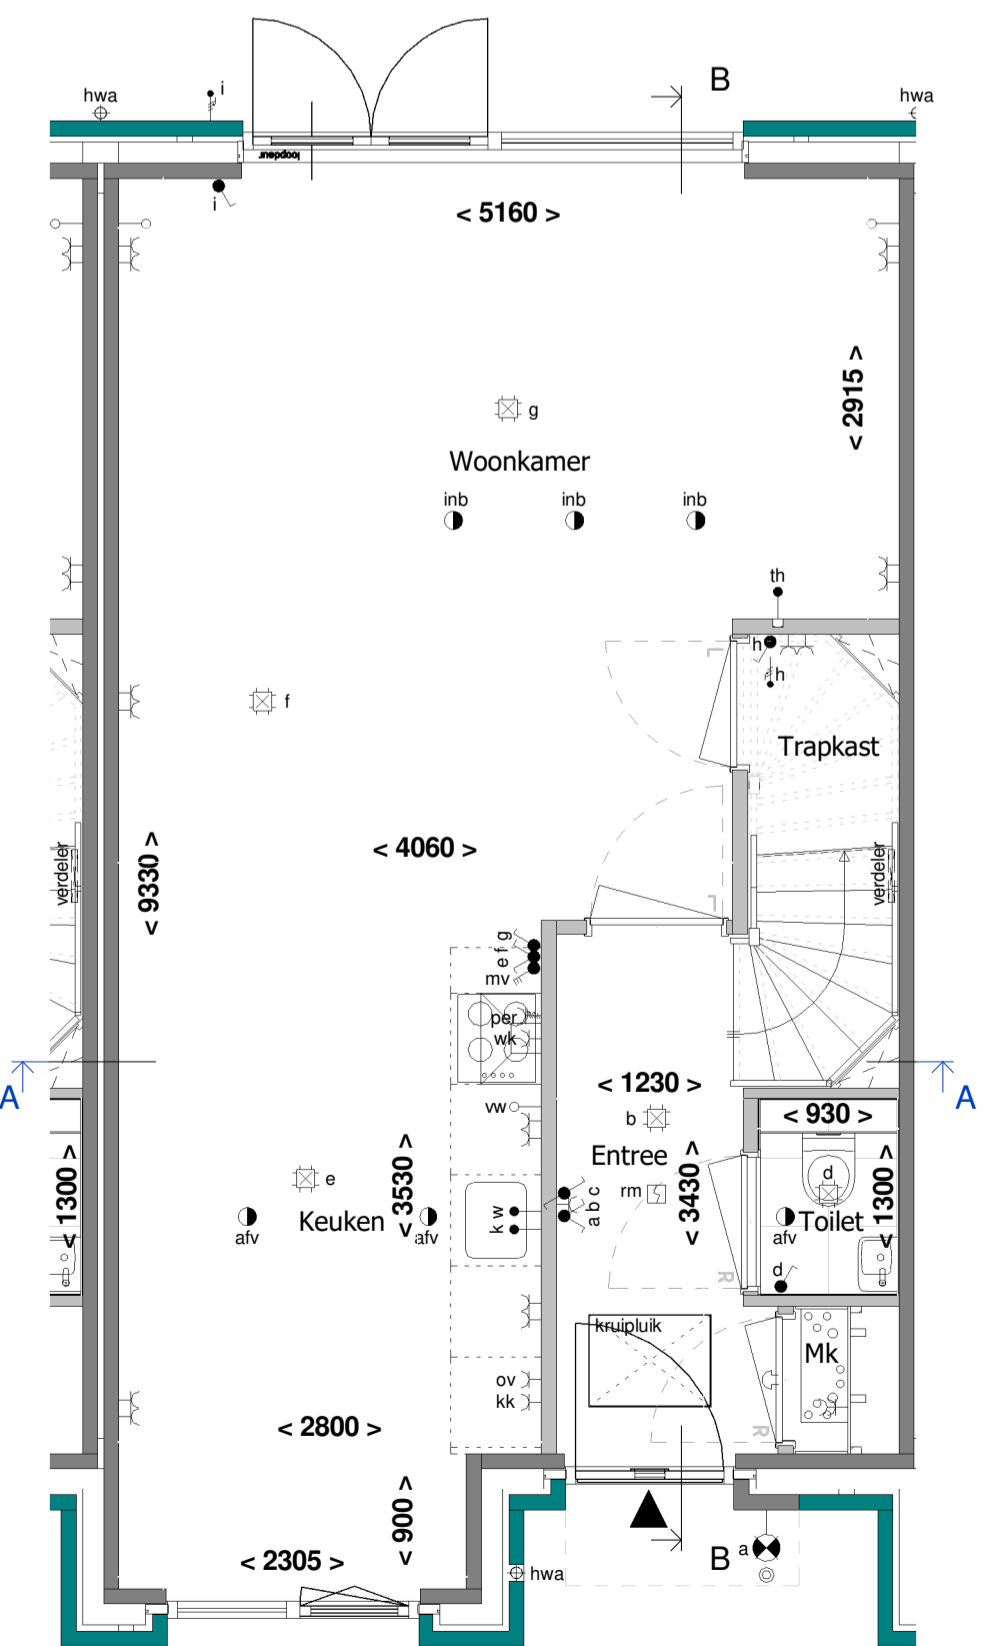 B
hwa
i
hwa
loopdeur
i
< 5160 >
< 2915 >
g
Woonkamer
inb
inb
inb
th
h
h
L
f
Trapkast
verdeler
< 9330 >
< 4060 >
verdeler
L
e f g
mv
per
wk
A
A
< 1230 >
< 930 >
vw
b
Entree
< 1300 >
e
< 3530 >
k w
a b c
rm
< 3430 >
d
< 1300 >
Keuken
Toilet
afv
afv
afv
d
R
kruipluik
Mk
ov
kk
R
< 2800 >
< 900 >
< 2305 >
hwa
B
a